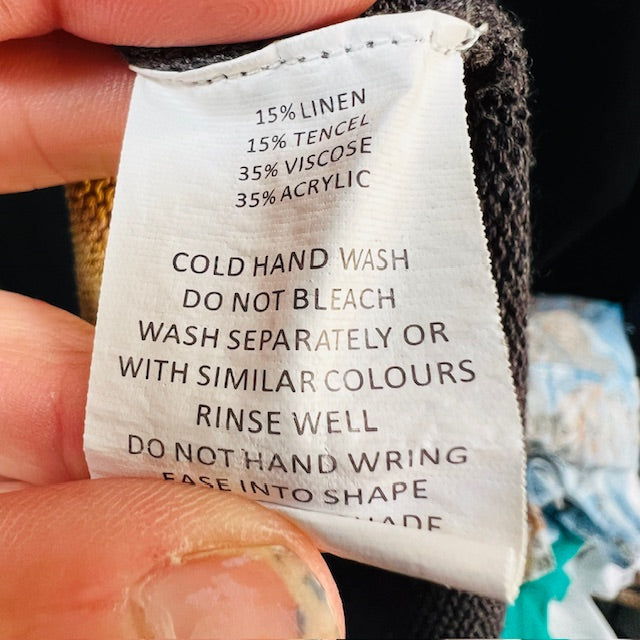 15% LINEN
15% TENCEL
35% VISCOSE
35% ACRYLIC
COLD HAND WASH
DO NOT BLEACH
WASH SEPARATELY OR
WITH SIMILAR COLOURS
RINSE WELL
DO NOT HAND WRING
EASE INTO SHAPE